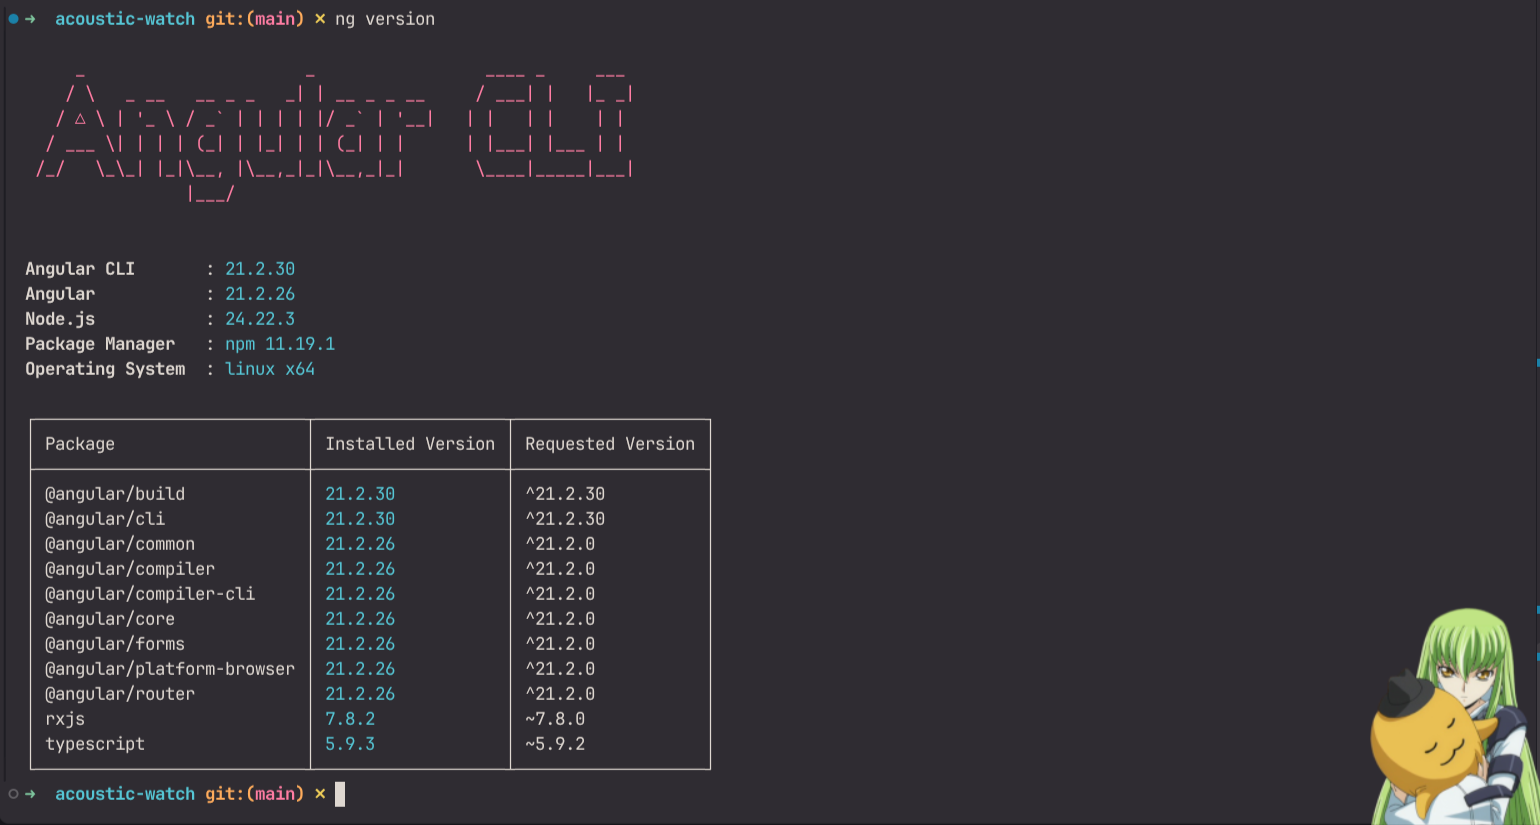 ➜  acoustic-watch git:(main) ✗ ng version
Angular CLI
Angular CLI       : 21.2.30
Angular           : 21.2.26
Node.js           : 24.22.3
Package Manager   : npm 11.19.1
Operating System  : linux x64
Package Installed Version Requested Version
@angular/build 21.2.30 ^21.2.30
@angular/cli 21.2.30 ^21.2.30
@angular/common 21.2.26 ^21.2.0
@angular/compiler 21.2.26 ^21.2.0
@angular/compiler-cli 21.2.26 ^21.2.0
@angular/core 21.2.26 ^21.2.0
@angular/forms 21.2.26 ^21.2.0
@angular/platform-browser 21.2.26 ^21.2.0
@angular/router 21.2.26 ^21.2.0
rxjs 7.8.2 ~7.8.0
typescript 5.9.3 ~5.9.2
➜  acoustic-watch git:(main) ✗